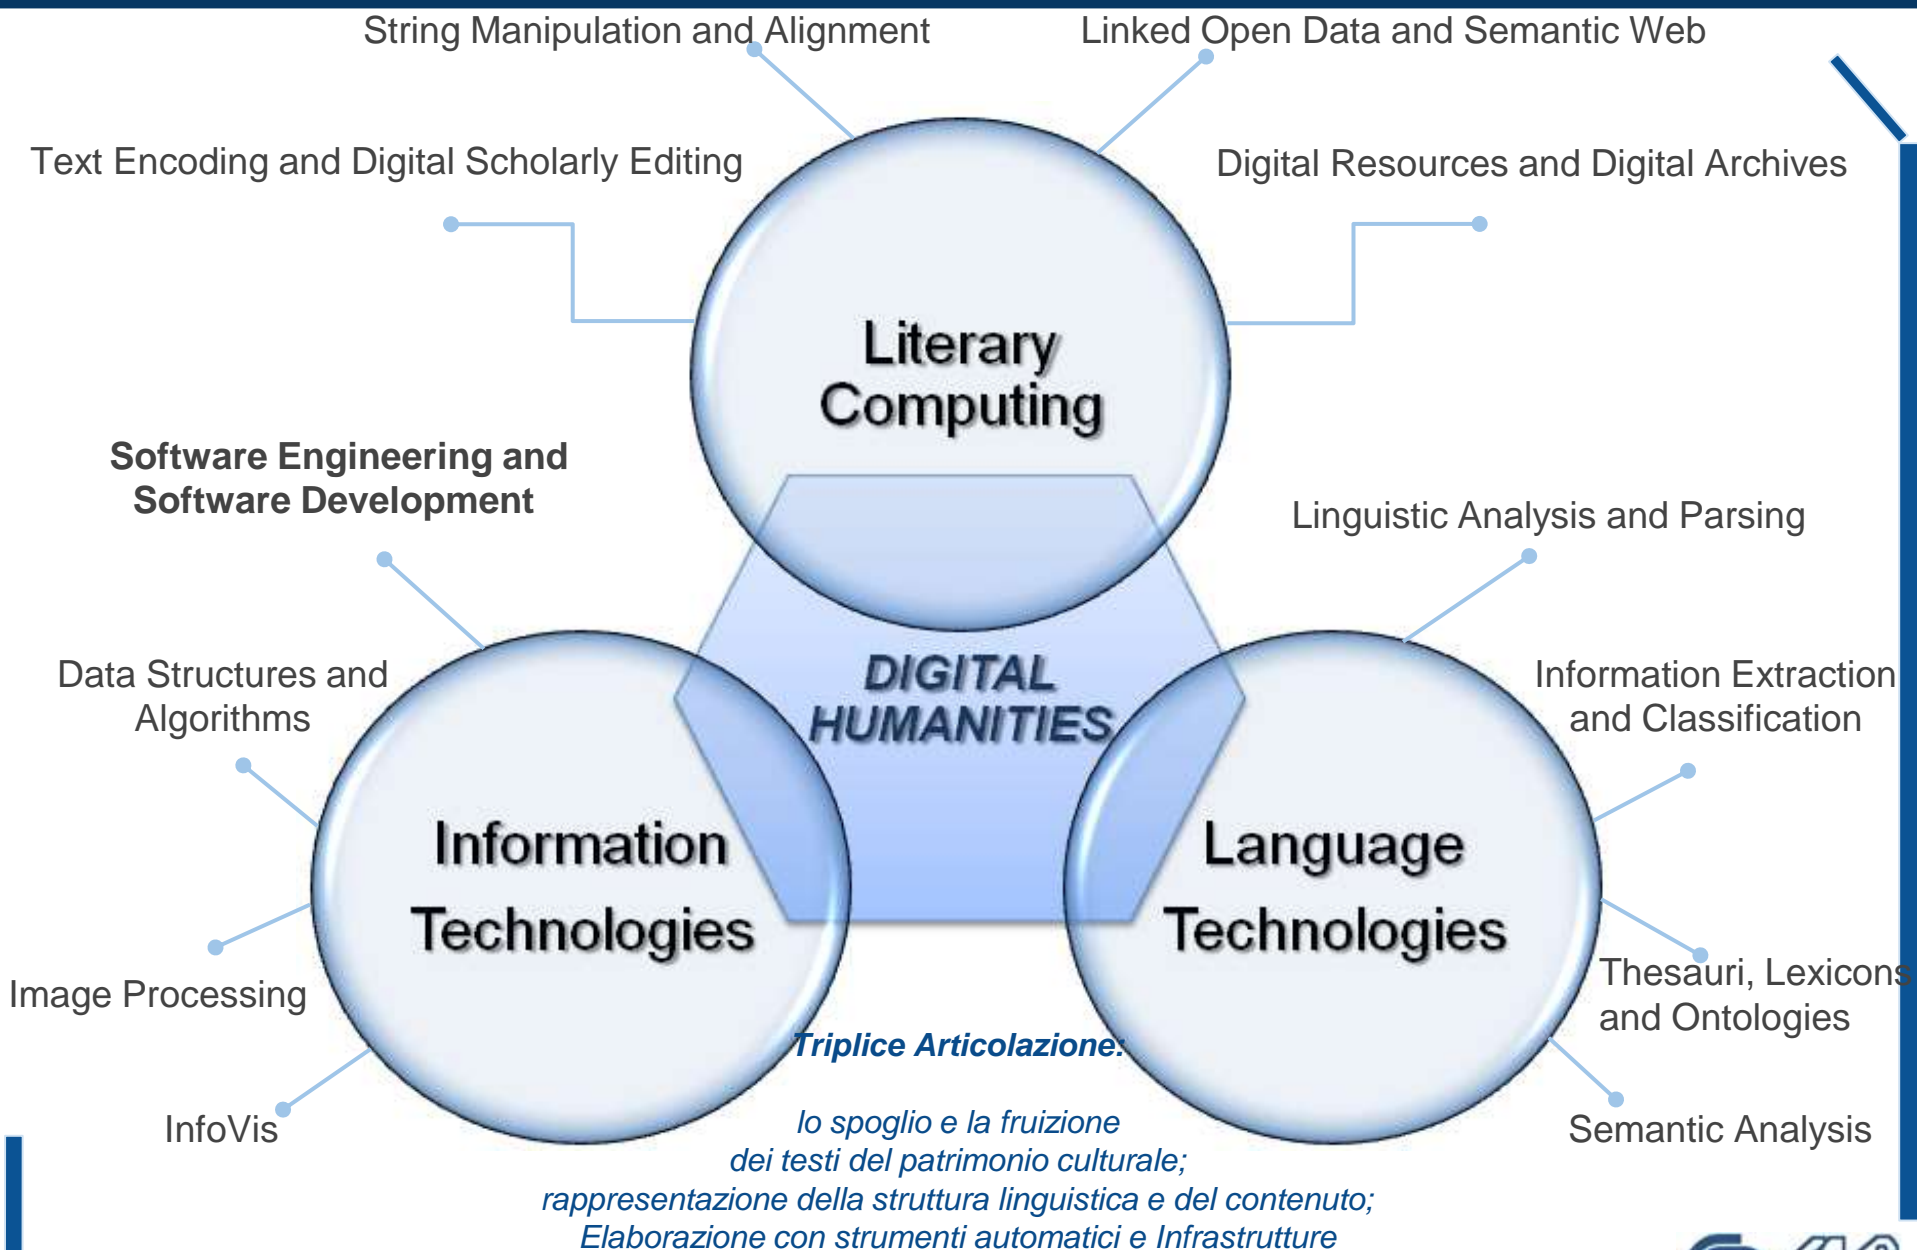 String Manipulation and Alignment
Linked Open Data and Semantic Web
Text Encoding and Digital Scholarly Editing
Digital Resources and Digital Archives
Literary
Computing
Software Engineering and
Software Development
Linguistic Analysis and Parsing
DIGITAL
HUMANITIES
Data Structures and
Algorithms
Information Extraction
and Classification
Information
Technologies
Language
Technologies
Image Processing
Thesauri, Lexicons
and Ontologies
InfoVis
Semantic Analysis
Triplice Articolazione:
lo spoglio e la fruizione
dei testi del patrimonio culturale;
rappresentazione della struttura linguistica e del contenuto;
Elaborazione con strumenti automatici e Infrastrutture